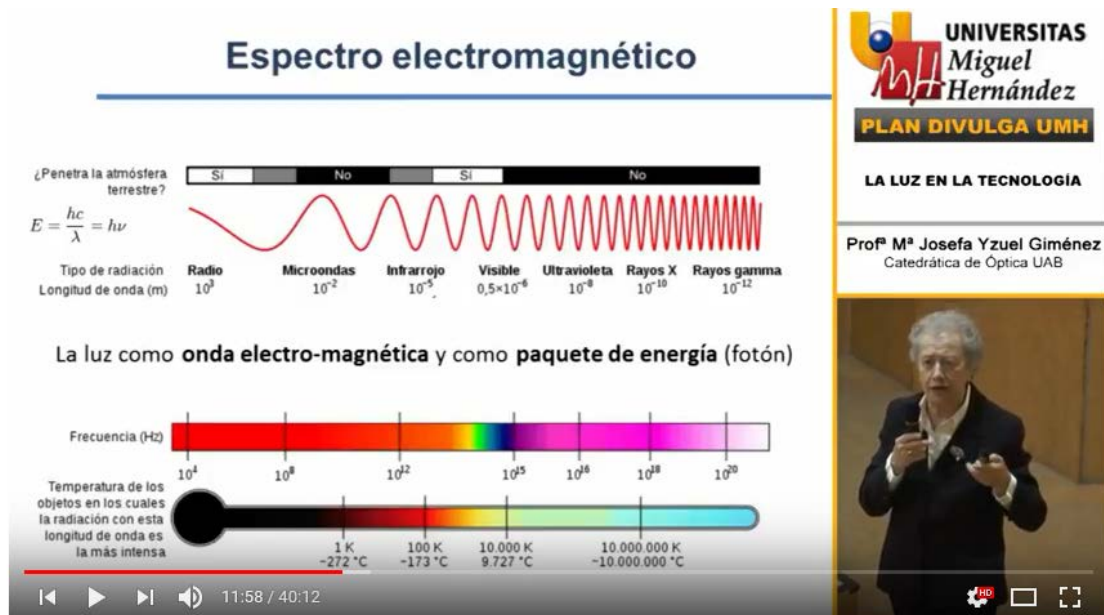 Espectro electromagnético
¿Penetra la atmósfera
terrestre?
Sí No Sí No
E = hc/λ = hν
Tipo de radiación Radio Microondas Infrarrojo Visible Ultravioleta Rayos X Rayos gamma
Longitud de onda (m) 10³ 10⁻² 10⁻⁵ 0,5×10⁻⁶ 10⁻⁸ 10⁻¹⁰ 10⁻¹²
La luz como onda electro-magnética y como paquete de energía (fotón)
Frecuencia (Hz)
10⁴ 10⁸ 10¹² 10¹⁵ 10¹⁶ 10¹⁸ 10²⁰
Temperatura de los
objetos en los cuales
la radiación con esta
longitud de onda es
la más intensa
1 K 100 K 10.000 K 10.000.000 K
−272 °C −173 °C 9.727 °C ~10.000.000 °C
UNIVERSITAS
Miguel
Hernández
PLAN DIVULGA UMH
LA LUZ EN LA TECNOLOGÍA
Profª Mª Josefa Yzuel Giménez
Catedrática de Óptica UAB
11:58 / 40:12
HD